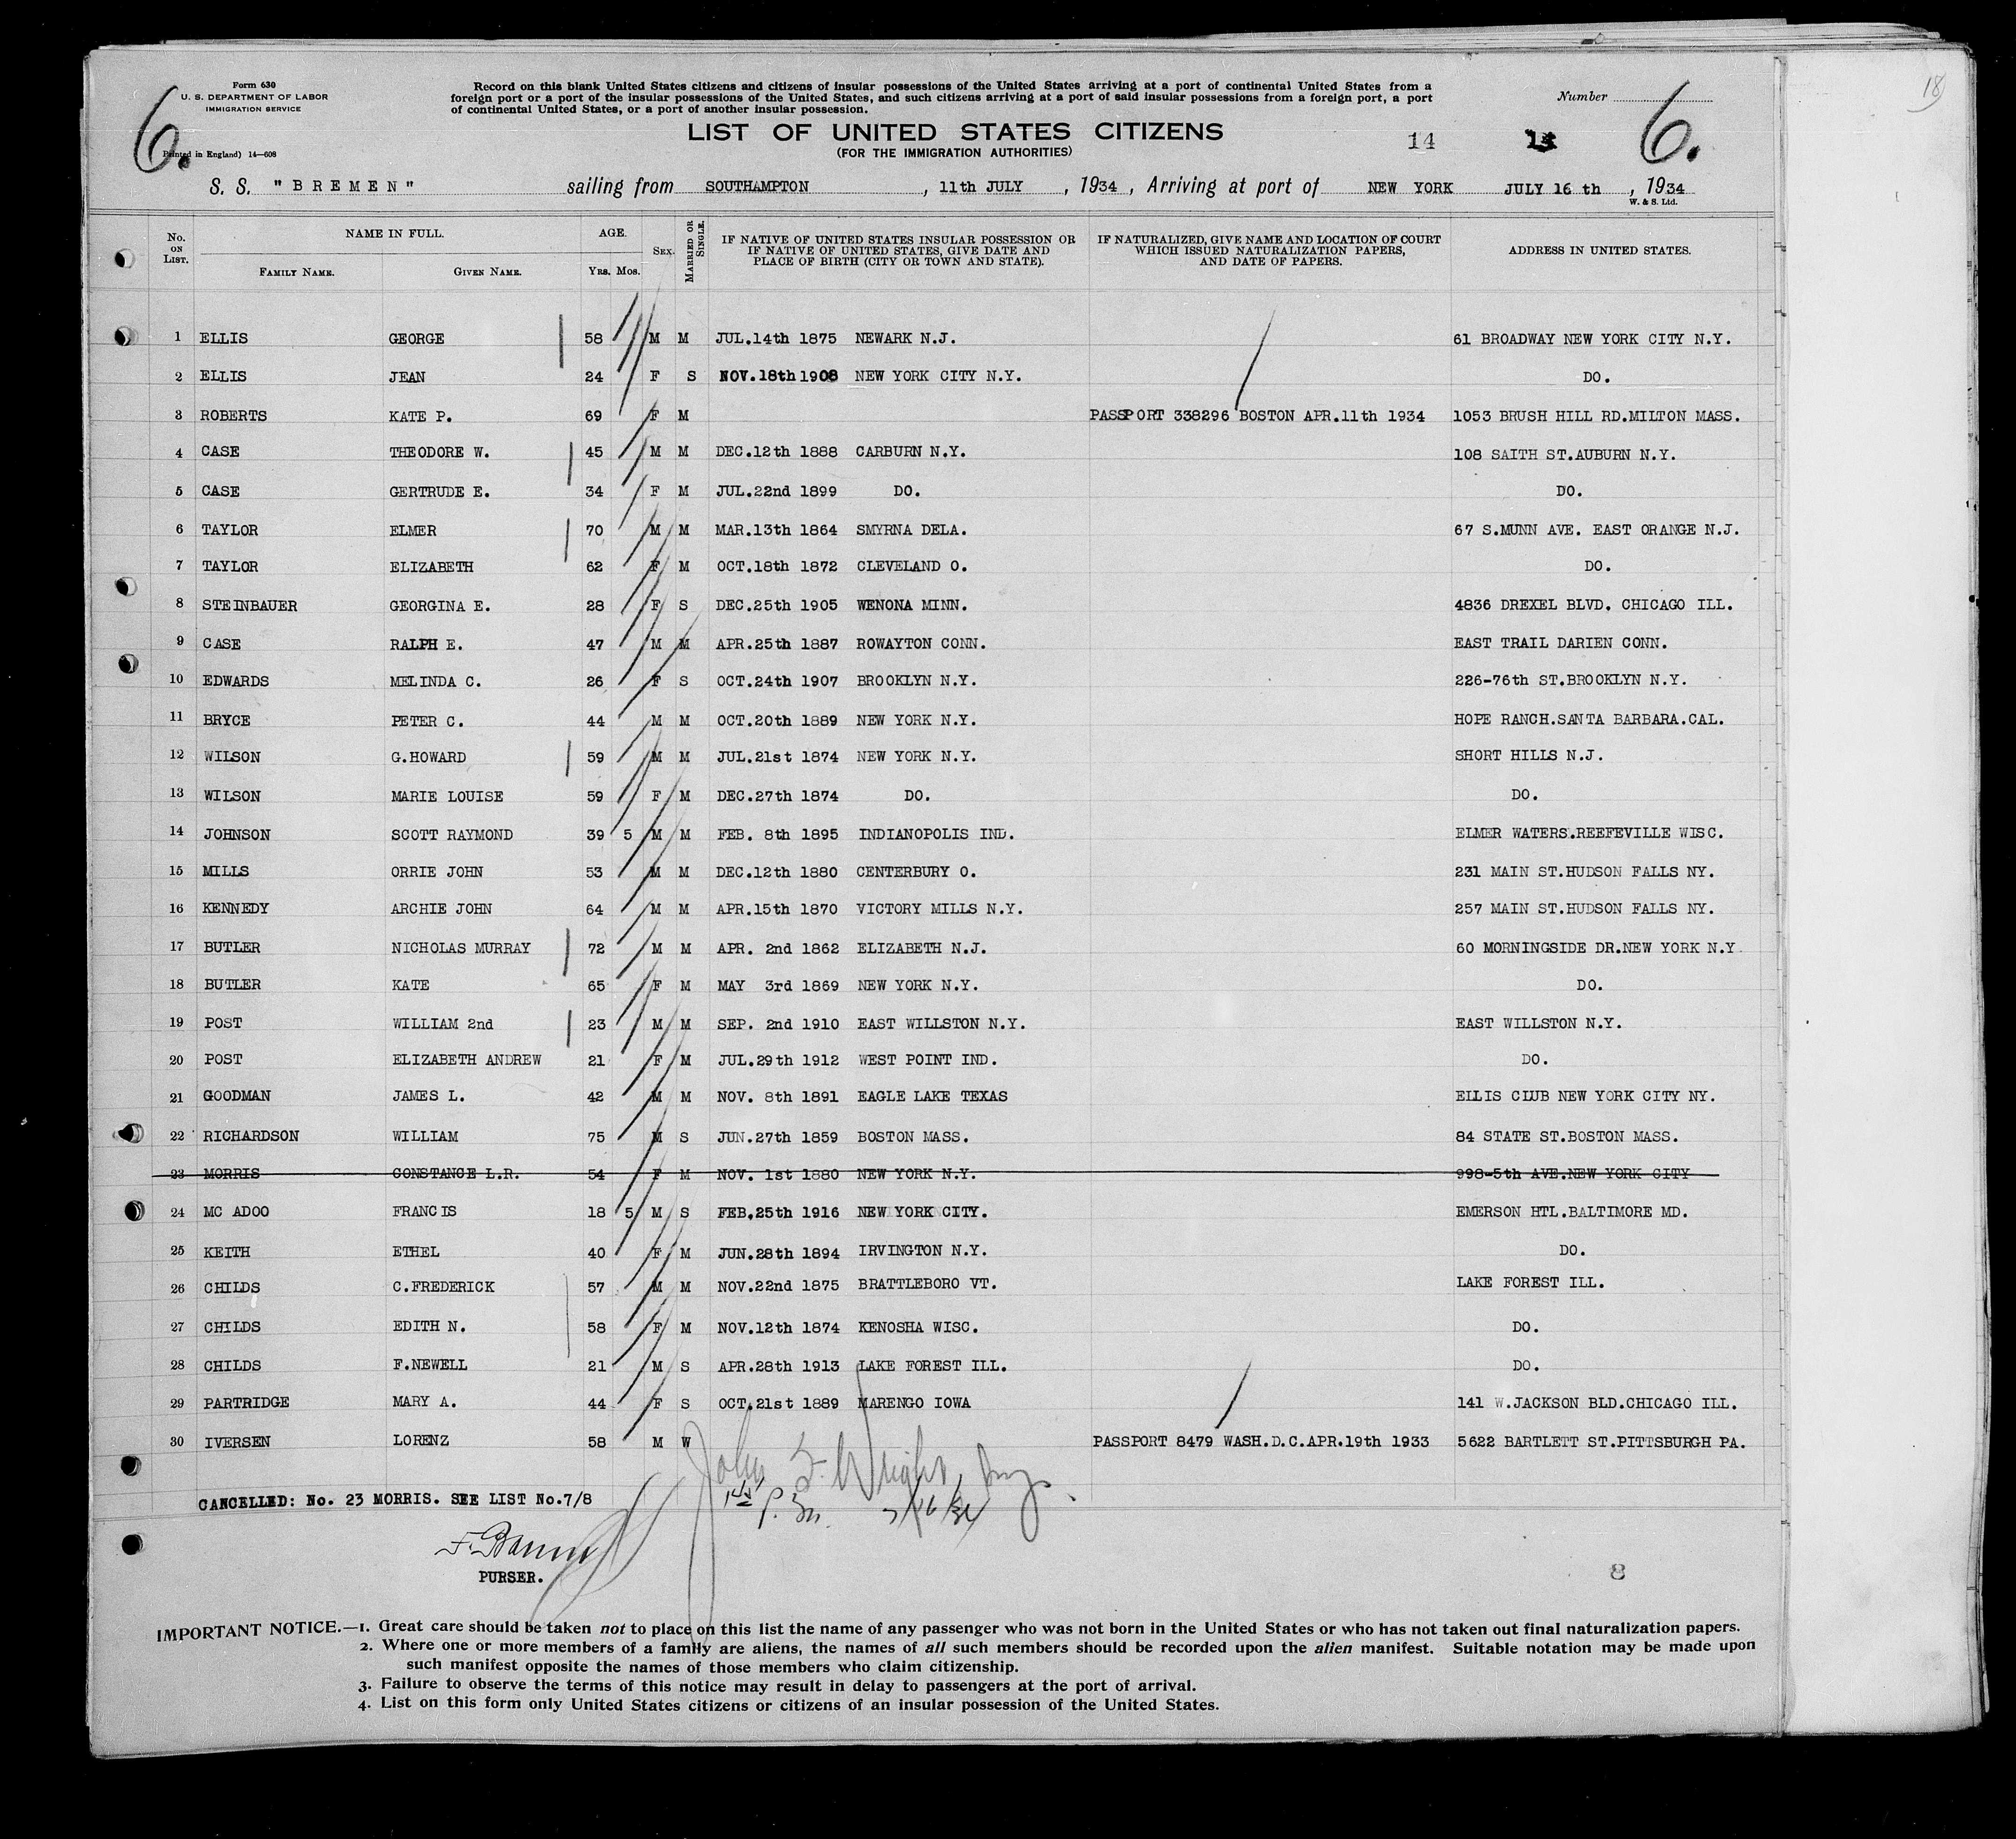 18
Form 630
U. S. DEPARTMENT OF LABOR
IMMIGRATION SERVICE
Printed in England) 14—608
6.
Record on this blank United States citizens and citizens of insular possessions of the United States arriving at a port of continental United States from a
foreign port or a port of the insular possessions of the United States, and such citizens arriving at a port of said insular possessions from a foreign port, a port
of continental United States, or a port of another insular possession.
Number
6.
LIST OF UNITED STATES CITIZENS
(FOR THE IMMIGRATION AUTHORITIES)
14
S. S. "BREMEN" sailing from SOUTHAMPTON, 11th JULY, 1934, Arriving at port of NEW YORK JULY 16 th, 1934
W. & S. Ltd.
No. ON LIST. NAME IN FULL. FAMILY NAME. GIVEN NAME. AGE. Yrs. Mos. SEX. MARRIED OR SINGLE. IF NATIVE OF UNITED STATES INSULAR POSSESSION OR IF NATIVE OF UNITED STATES, GIVE DATE AND PLACE OF BIRTH (CITY OR TOWN AND STATE). IF NATURALIZED, GIVE NAME AND LOCATION OF COURT WHICH ISSUED NATURALIZATION PAPERS, AND DATE OF PAPERS. ADDRESS IN UNITED STATES.
1 ELLIS GEORGE 58 M M JUL.14th 1875 NEWARK N.J. 61 BROADWAY NEW YORK CITY N.Y.
2 ELLIS JEAN 24 F S NOV.18th 1908 NEW YORK CITY N.Y. DO.
3 ROBERTS KATE P. 69 F M PASSPORT 338296 BOSTON APR.11th 1934 1053 BRUSH HILL RD.MILTON MASS.
4 CASE THEODORE W. 45 M M DEC.12th 1888 CARBURN N.Y. 108 SAITH ST.AUBURN N.Y.
5 CASE GERTRUDE E. 34 F M JUL.22nd 1899 DO. DO.
6 TAYLOR ELMER 70 M M MAR.13th 1864 SMYRNA DELA. 67 S.MUNN AVE. EAST ORANGE N.J.
7 TAYLOR ELIZABETH 62 F M OCT.18th 1872 CLEVELAND O. DO.
8 STEINBAUER GEORGINA E. 28 F S DEC.25th 1905 WENONA MINN. 4836 DREXEL BLVD. CHICAGO ILL.
9 CASE RALPH E. 47 M M APR.25th 1887 ROWAYTON CONN. EAST TRAIL DARIEN CONN.
10 EDWARDS MELINDA C. 26 F S OCT.24th 1907 BROOKLYN N.Y. 226-76th ST.BROOKLYN N.Y.
11 BRYCE PETER C. 44 M M OCT.20th 1889 NEW YORK N.Y. HOPE RANCH.SANTA BARBARA.CAL.
12 WILSON G.HOWARD 59 M M JUL.21st 1874 NEW YORK N.Y. SHORT HILLS N.J.
13 WILSON MARIE LOUISE 59 F M DEC.27th 1874 DO. DO.
14 JOHNSON SCOTT RAYMOND 39 5 M M FEB. 8th 1895 INDIANOPOLIS IND. ELMER WATERS.REEFEVILLE WISC.
15 MILLS ORRIE JOHN 53 M M DEC.12th 1880 CENTERBURY O. 231 MAIN ST.HUDSON FALLS NY.
16 KENNEDY ARCHIE JOHN 64 M M APR.15th 1870 VICTORY MILLS N.Y. 257 MAIN ST.HUDSON FALLS NY.
17 BUTLER NICHOLAS MURRAY 72 M M APR. 2nd 1862 ELIZABETH N.J. 60 MORNINGSIDE DR.NEW YORK N.Y.
18 BUTLER KATE 65 F M MAY 3rd 1869 NEW YORK N.Y. DO.
19 POST WILLIAM 2nd 23 M M SEP. 2nd 1910 EAST WILLSTON N.Y. EAST WILLSTON N.Y.
20 POST ELIZABETH ANDREW 21 F M JUL.29th 1912 WEST POINT IND. DO.
21 GOODMAN JAMES L. 42 M M NOV. 8th 1891 EAGLE LAKE TEXAS ELLIS CLUB NEW YORK CITY NY.
22 RICHARDSON WILLIAM 75 M S JUN.27th 1859 BOSTON MASS. 84 STATE ST.BOSTON MASS.
23 MORRIS CONSTANCE L.R. 54 F M NOV. 1st 1880 NEW YORK N.Y. 998-5th AVE.NEW YORK CITY
24 MC ADOO FRANCIS 18 5 M S FEB.25th 1916 NEW YORK CITY. EMERSON HTL.BALTIMORE MD.
25 KEITH ETHEL 40 F M JUN.28th 1894 IRVINGTON N.Y. DO.
26 CHILDS C.FREDERICK 57 M M NOV.22nd 1875 BRATTLEBORO VT. LAKE FOREST ILL.
27 CHILDS EDITH N. 58 F M NOV.12th 1874 KENOSHA WISC. DO.
28 CHILDS F.NEWELL 21 M S APR.28th 1913 LAKE FOREST ILL. DO.
29 PARTRIDGE MARY A. 44 F S OCT.21st 1889 MARENGO IOWA 141 W.JACKSON BLD.CHICAGO ILL.
30 IVERSEN LORENZ 58 M W PASSPORT 8479 WASH.D.C.APR.19th 1933 5622 BARTLETT ST.PITTSBURGH PA.
CANCELLED: No. 23 MORRIS. SEE LIST No.7/8
John Wright
7/16/34
PURSER.
8
IMPORTANT NOTICE.—1. Great care should be taken not to place on this list the name of any passenger who was not born in the United States or who has not taken out final naturalization papers.
2. Where one or more members of a family are aliens, the names of all such members should be recorded upon the alien manifest. Suitable notation may be made upon
such manifest opposite the names of those members who claim citizenship.
3. Failure to observe the terms of this notice may result in delay to passengers at the port of arrival.
4. List on this form only United States citizens or citizens of an insular possession of the United States.